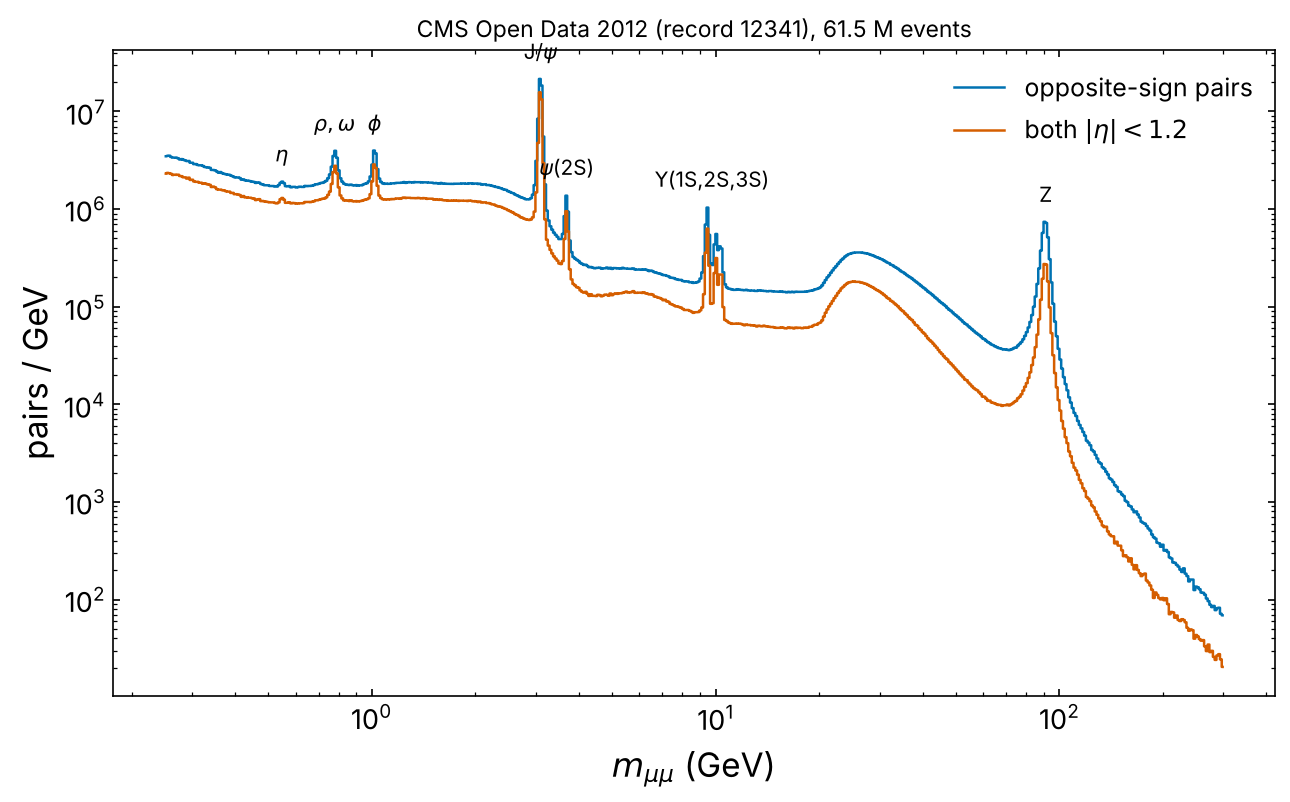 CMS Open Data 2012 (record 12341), 61.5 M events
J/ψ
opposite-sign pairs
both |η| < 1.2
ρ, ω ϕ
η
ψ(2S)
Υ(1S,2S,3S)
Z
10⁷
10⁶
10⁵
10⁴
10³
10²
pairs / GeV
10⁰
10¹
10²
m_μμ (GeV)